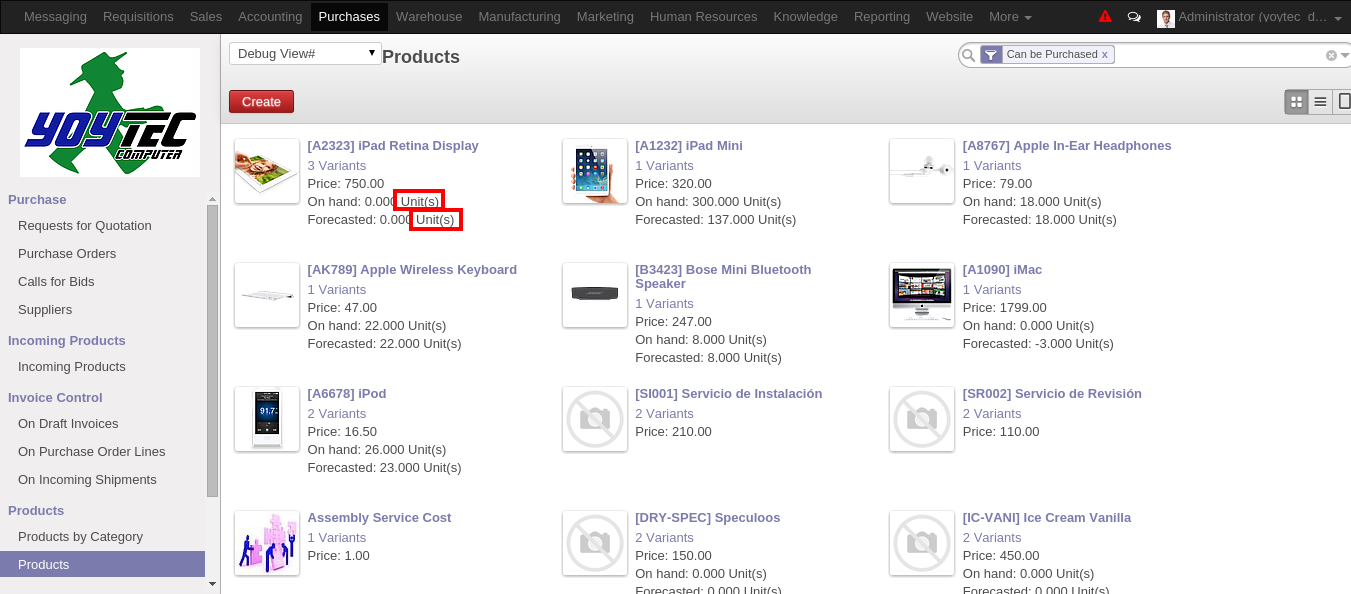 Messaging Requisitions Sales Accounting Purchases Warehouse Manufacturing Marketing Human Resources Knowledge Reporting Website More Administrator (yoytec_d...
YOYTEC
COMPUTER
Purchase
Requests for Quotation
Purchase Orders
Calls for Bids
Suppliers
Incoming Products
Incoming Products
Invoice Control
On Draft Invoices
On Purchase Order Lines
On Incoming Shipments
Products
Products by Category
Products
Debug View#
Products
Can be Purchased x
Create
[A2323] iPad Retina Display
3 Variants
Price: 750.00
On hand: 0.000 Unit(s)
Forecasted: 0.000 Unit(s)
[A1232] iPad Mini
1 Variants
Price: 320.00
On hand: 300.000 Unit(s)
Forecasted: 137.000 Unit(s)
[A8767] Apple In-Ear Headphones
1 Variants
Price: 79.00
On hand: 18.000 Unit(s)
Forecasted: 18.000 Unit(s)
[AK789] Apple Wireless Keyboard
1 Variants
Price: 47.00
On hand: 22.000 Unit(s)
Forecasted: 22.000 Unit(s)
[B3423] Bose Mini Bluetooth
Speaker
1 Variants
Price: 247.00
On hand: 8.000 Unit(s)
Forecasted: 8.000 Unit(s)
[A1090] iMac
1 Variants
Price: 1799.00
On hand: 0.000 Unit(s)
Forecasted: -3.000 Unit(s)
91.7
[A6678] iPod
2 Variants
Price: 16.50
On hand: 26.000 Unit(s)
Forecasted: 23.000 Unit(s)
[SI001] Servicio de Instalación
2 Variants
Price: 210.00
[SR002] Servicio de Revisión
2 Variants
Price: 110.00
Assembly Service Cost
1 Variants
Price: 1.00
[DRY-SPEC] Speculoos
2 Variants
Price: 150.00
On hand: 0.000 Unit(s)
Forecasted: 0.000 Unit(s)
[IC-VANI] Ice Cream Vanilla
2 Variants
Price: 450.00
On hand: 0.000 Unit(s)
Forecasted: 0.000 Unit(s)